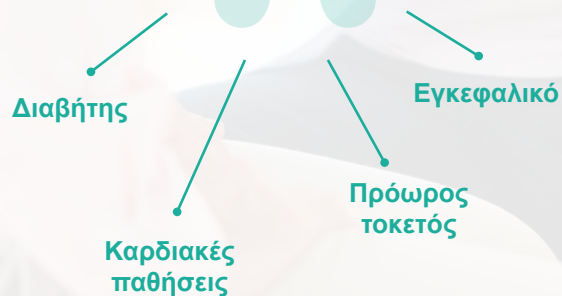 Διαβήτης
Εγκεφαλικό
Πρόωρος
τοκετός
Καρδιακές
παθήσεις